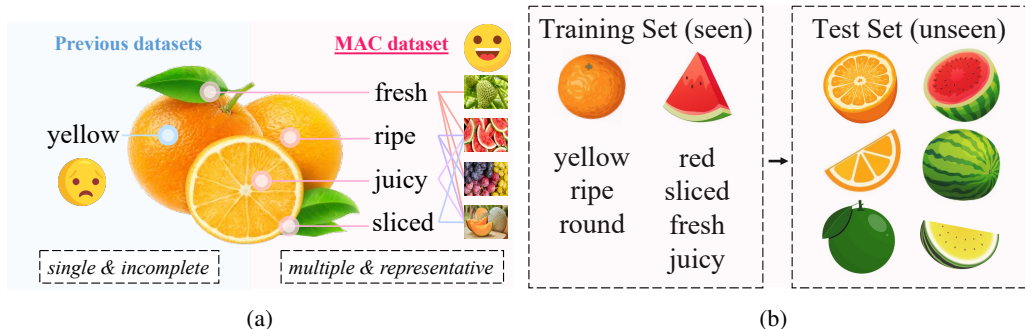 Previous datasets
MAC dataset
fresh
yellow
ripe
juicy
sliced
single & incomplete
multiple & representative
(a)
Training Set (seen)
Test Set (unseen)
yellow
red
ripe
sliced
round
fresh
juicy
(b)